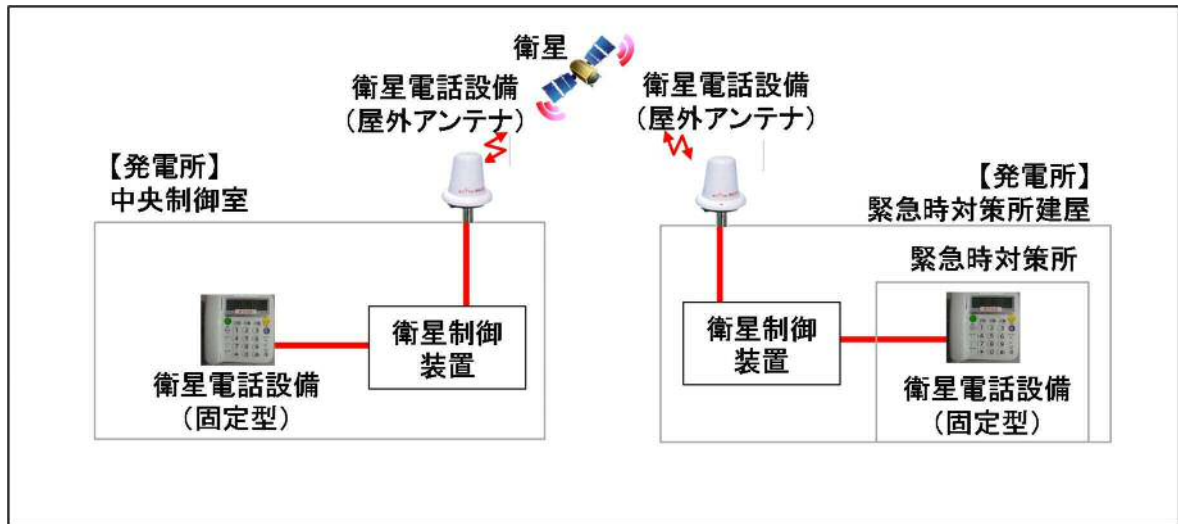 衛星
衛星電話設備
（屋外アンテナ）
衛星電話設備
（屋外アンテナ）
【発電所】
中央制御室
【発電所】
緊急時対策所建屋
緊急時対策所
衛星制御
装置
衛星電話設備
（固定型）
衛星制御
装置
衛星電話設備
（固定型）